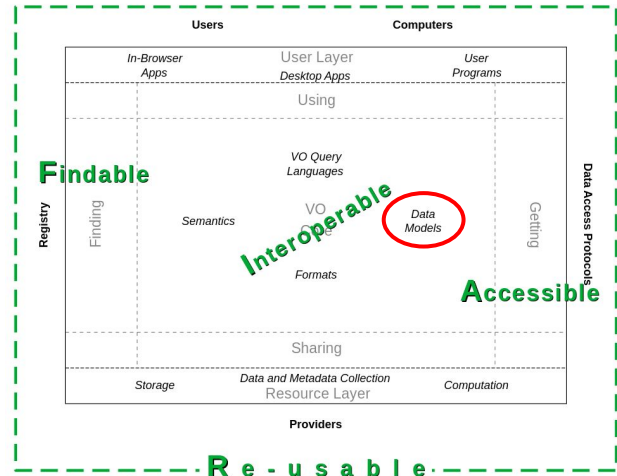 Users
Computers
In-Browser
Apps
User Layer
Desktop Apps
User
Programs
Using
VO Query
Languages
Findable
Registry
Finding
Semantics
VO
Core
Interoperable
Data
Models
Getting
Data Access Protocols
Formats
Accessible
Sharing
Storage
Data and Metadata Collection
Resource Layer
Computation
Providers
Re-usable